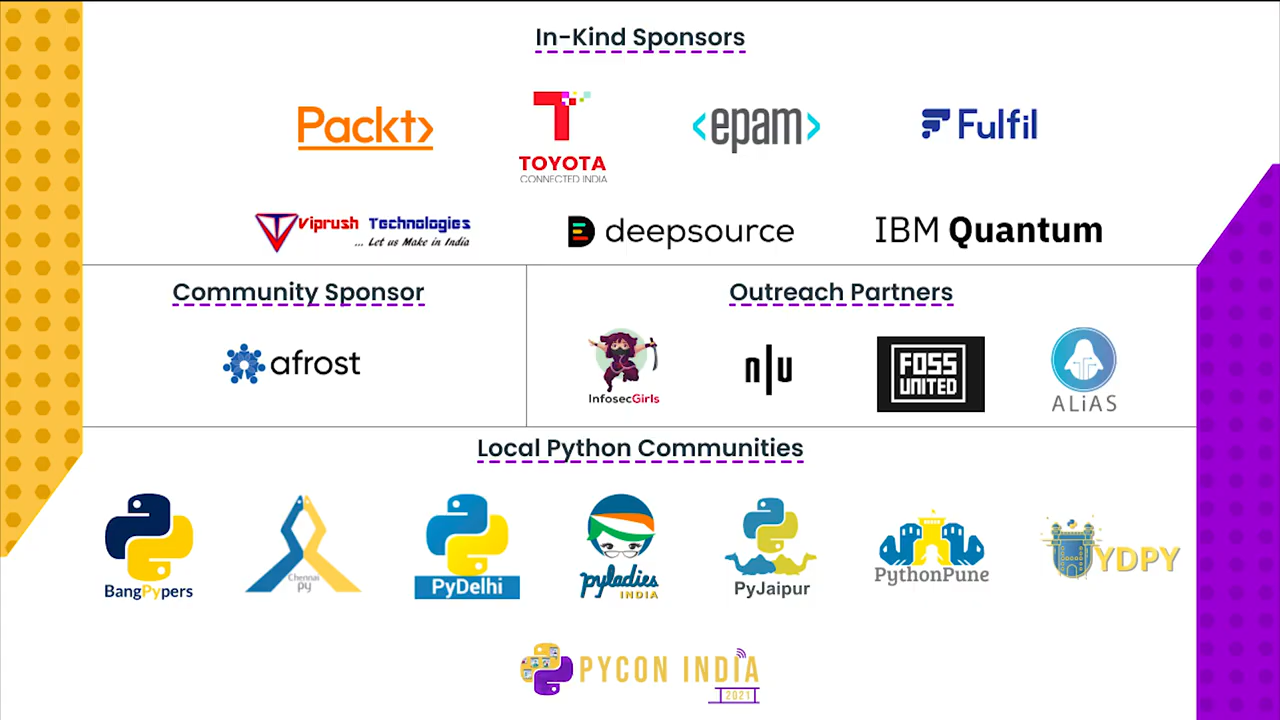 In-Kind Sponsors
Packt
TOYOTA
CONNECTED INDIA
<epam>
Fulfil
Viprush Technologies
... Let us Make in India
deepsource
IBM Quantum
Community Sponsor
afrost
Outreach Partners
InfosecGirls
n|u
FOSS
UNITED
ALiAS
Local Python Communities
BangPypers
Chennai
py
PyDelhi
pyladies
INDIA
PyJaipur
PythonPune
YDPY
PYCON INDIA
2021